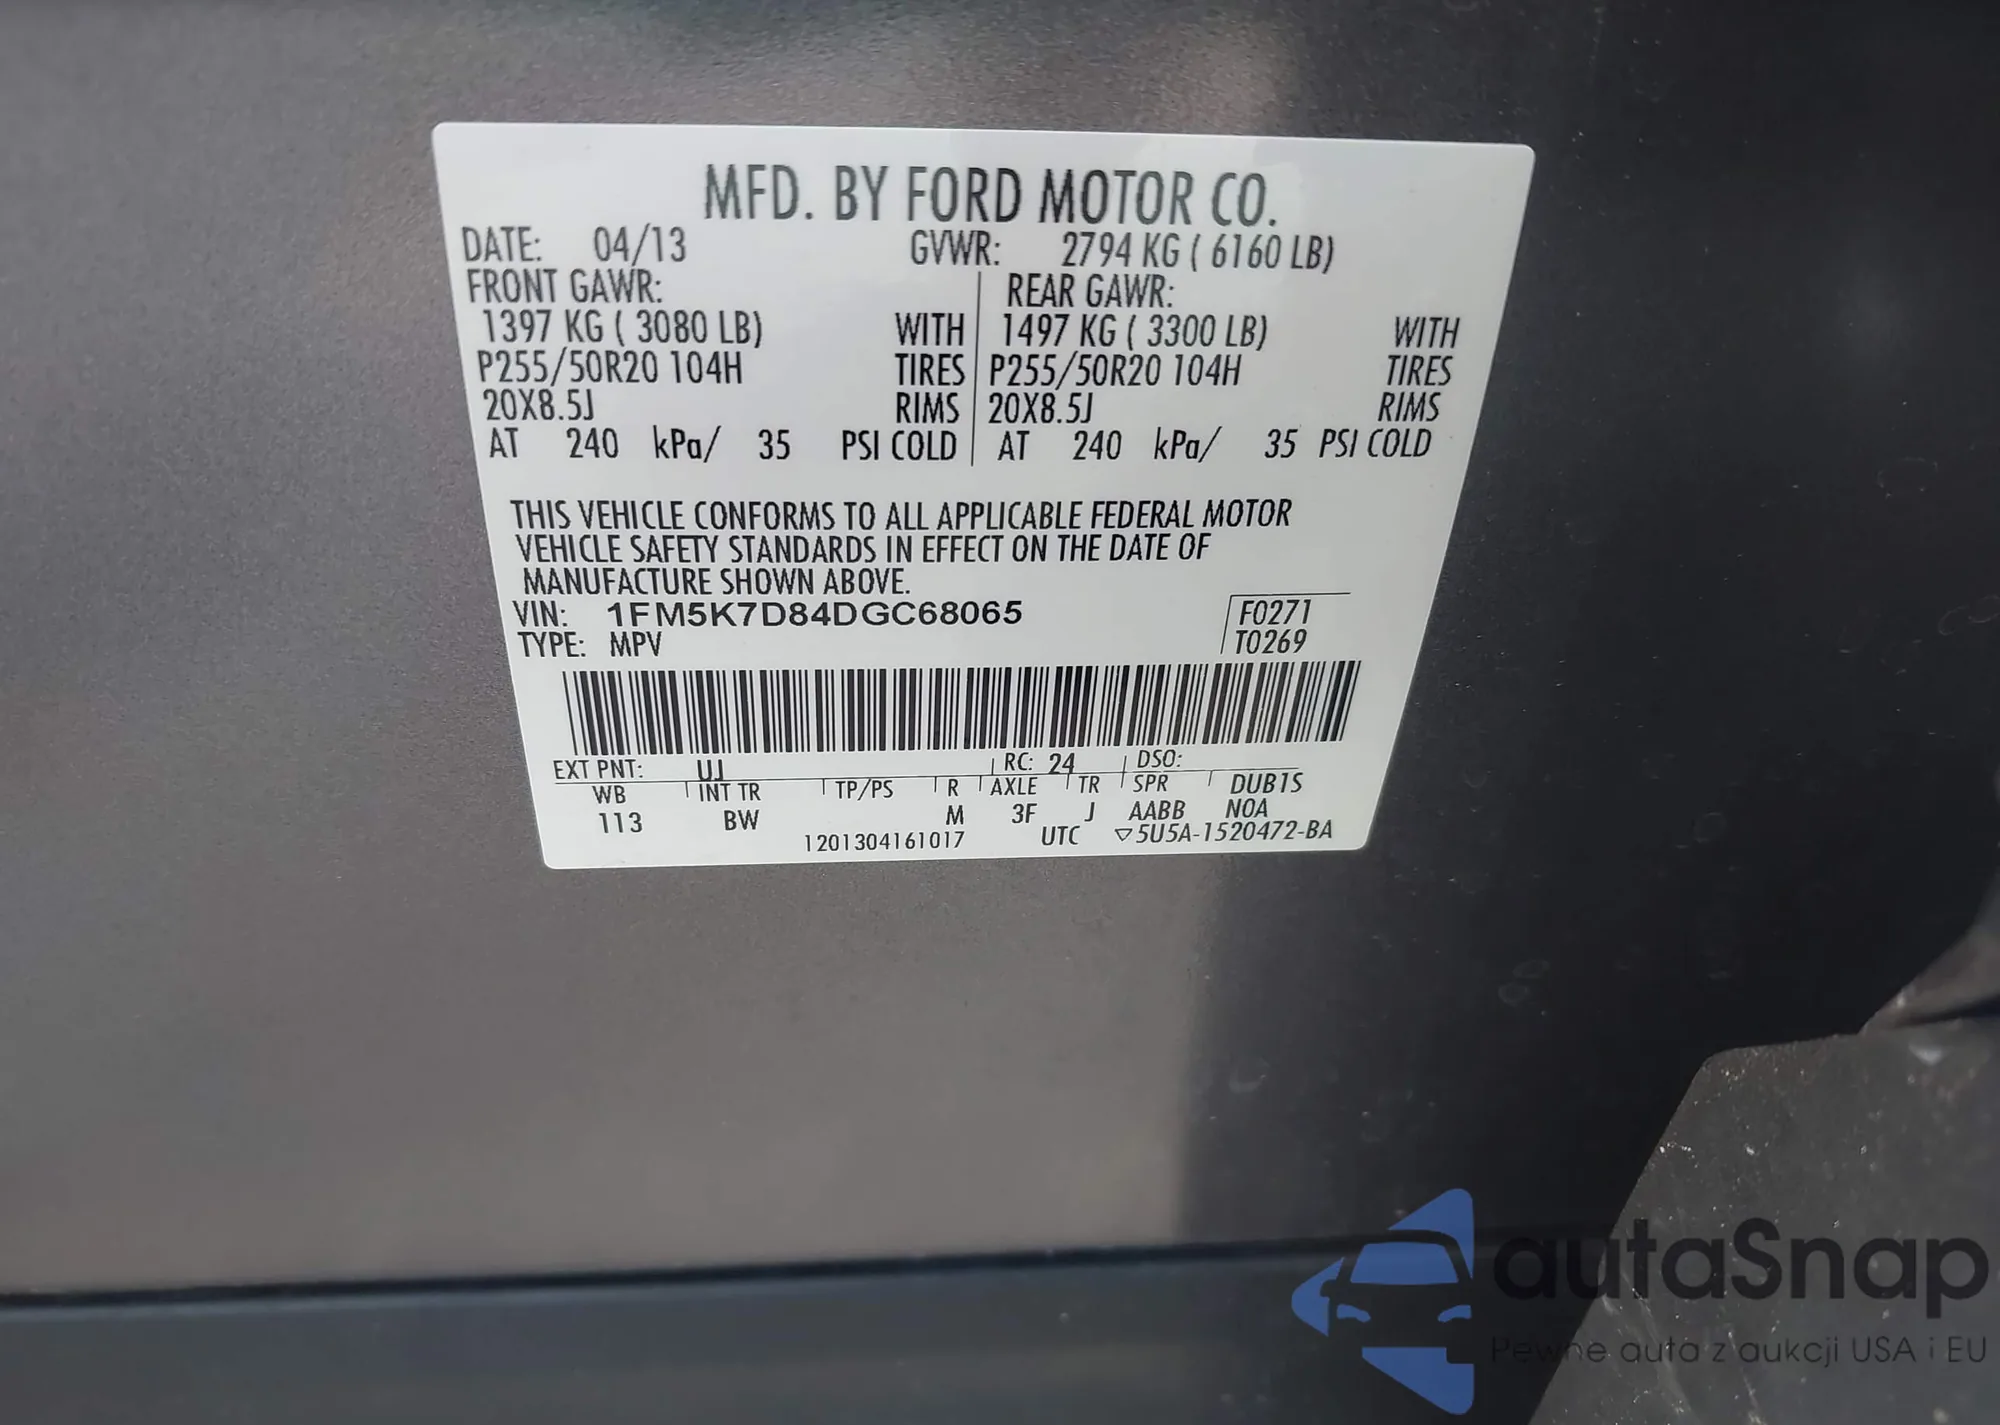 MFD. BY FORD MOTOR CO.
DATE: 04/13 GVWR: 2794 KG ( 6160 LB)
FRONT GAWR: REAR GAWR:
1397 KG ( 3080 LB) WITH 1497 KG ( 3300 LB) WITH
P255/50R20 104H TIRES P255/50R20 104H TIRES
20X8.5J RIMS 20X8.5J RIMS
AT 240 kPa/ 35 PSI COLD AT 240 kPa/ 35 PSI COLD
THIS VEHICLE CONFORMS TO ALL APPLICABLE FEDERAL MOTOR
VEHICLE SAFETY STANDARDS IN EFFECT ON THE DATE OF
MANUFACTURE SHOWN ABOVE.
VIN: 1FM5K7D84DGC68065 F0271
TYPE: MPV T0269
EXT PNT: UJ RC: 24 DSO:
WB INT TR TP/PS R AXLE TR SPR DUB1S
113 BW M 3F J AABB NOA
1201304161017 UTC ▽5U5A-1520472-BA
autaSnap
Pewne auta z aukcji USA i EU